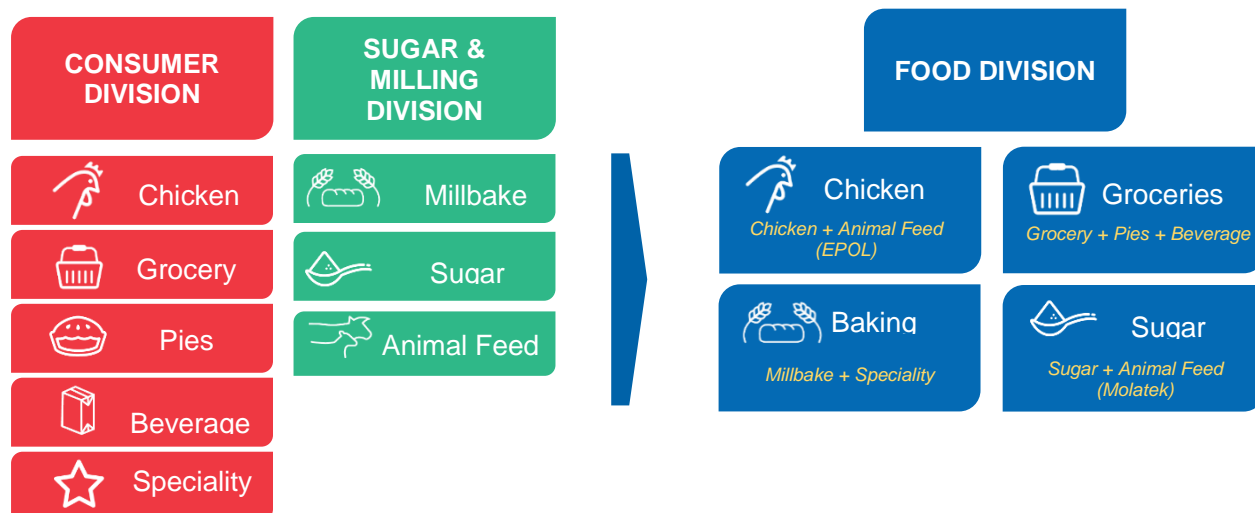 CONSUMER
DIVISION
Chicken
Grocery
Pies
Beverage
Speciality
SUGAR &
MILLING
DIVISION
Millbake
Sugar
Animal Feed
FOOD DIVISION
Chicken
Chicken + Animal Feed
(EPOL)
Groceries
Grocery + Pies + Beverage
Baking
Millbake + Speciality
Sugar
Sugar + Animal Feed
(Molatek)